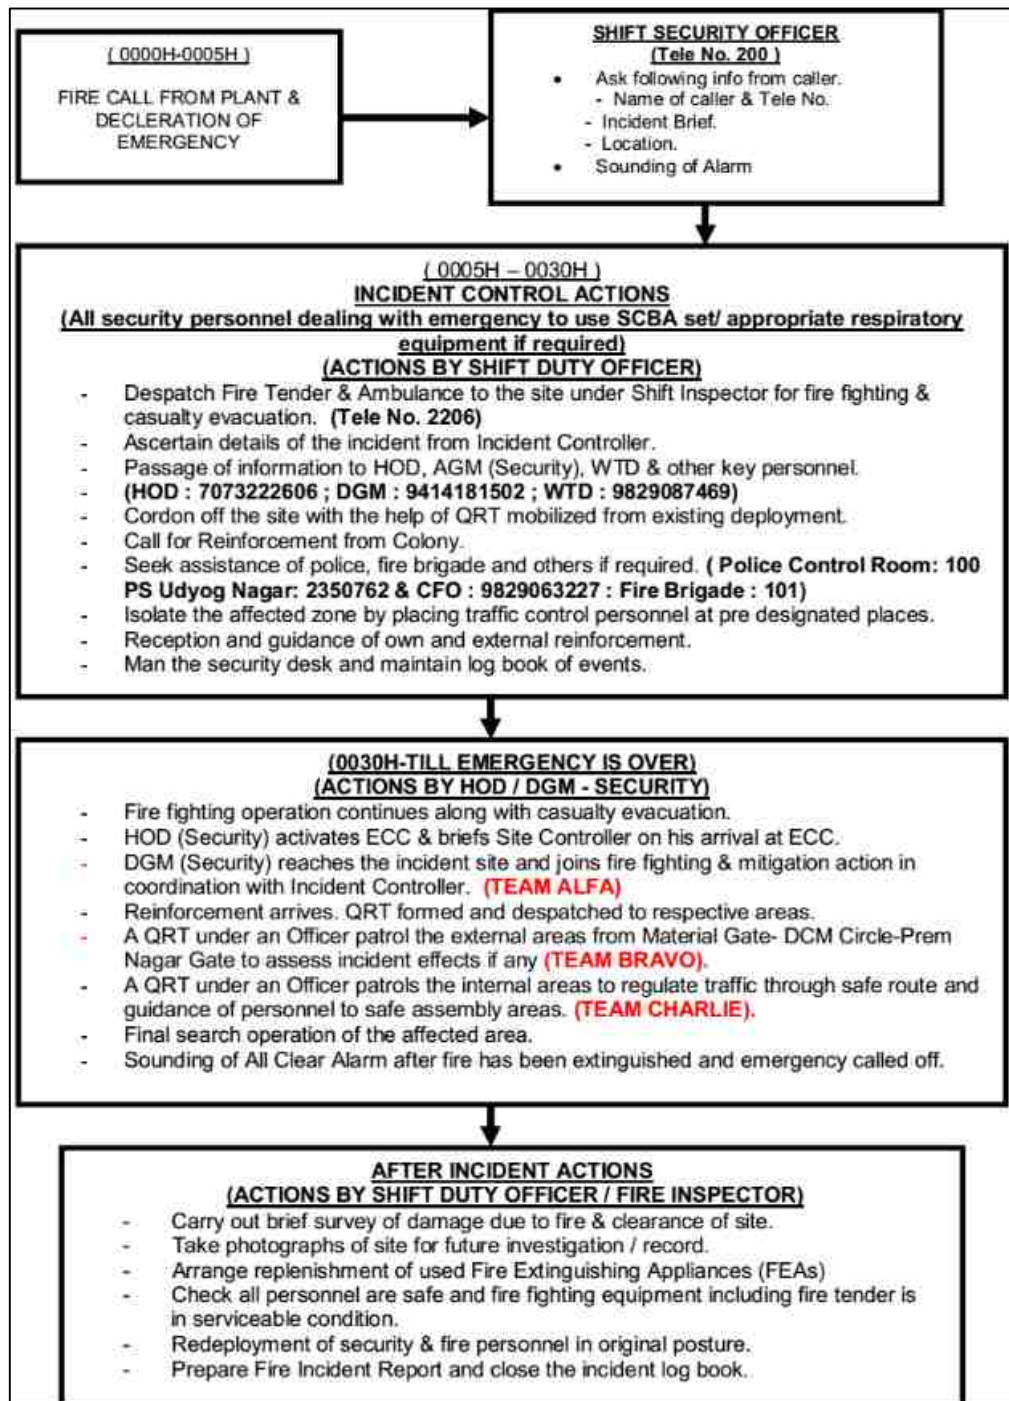 ( 0000H-0005H )
FIRE CALL FROM PLANT &
DECLERATION OF
EMERGENCY
SHIFT SECURITY OFFICER
(Tele No. 200 )
• Ask following info from caller.
- Name of caller & Tele No.
- Incident Brief.
- Location.
• Sounding of Alarm
( 0005H – 0030H )
INCIDENT CONTROL ACTIONS
(All security personnel dealing with emergency to use SCBA set/ appropriate respiratory
equipment if required)
(ACTIONS BY SHIFT DUTY OFFICER)
- Despatch Fire Tender & Ambulance to the site under Shift Inspector for fire fighting &
casualty evacuation. (Tele No. 2206)
- Ascertain details of the incident from Incident Controller.
- Passage of information to HOD, AGM (Security), WTD & other key personnel.
- (HOD : 7073222606 ; DGM : 9414181502 ; WTD : 9829087469)
- Cordon off the site with the help of QRT mobilized from existing deployment.
- Call for Reinforcement from Colony.
- Seek assistance of police, fire brigade and others if required. ( Police Control Room: 100
PS Udyog Nagar: 2350762 & CFO : 9829063227 : Fire Brigade : 101)
- Isolate the affected zone by placing traffic control personnel at pre designated places.
- Reception and guidance of own and external reinforcement.
- Man the security desk and maintain log book of events.
(0030H-TILL EMERGENCY IS OVER)
(ACTIONS BY HOD / DGM - SECURITY)
- Fire fighting operation continues along with casualty evacuation.
- HOD (Security) activates ECC & briefs Site Controller on his arrival at ECC.
- DGM (Security) reaches the incident site and joins fire fighting & mitigation action in
coordination with Incident Controller. (TEAM ALFA)
- Reinforcement arrives. QRT formed and despatched to respective areas.
- A QRT under an Officer patrol the external areas from Material Gate- DCM Circle-Prem
Nagar Gate to assess incident effects if any (TEAM BRAVO).
- A QRT under an Officer patrols the internal areas to regulate traffic through safe route and
guidance of personnel to safe assembly areas. (TEAM CHARLIE).
- Final search operation of the affected area.
- Sounding of All Clear Alarm after fire has been extinguished and emergency called off.
AFTER INCIDENT ACTIONS
(ACTIONS BY SHIFT DUTY OFFICER / FIRE INSPECTOR)
- Carry out brief survey of damage due to fire & clearance of site.
- Take photographs of site for future investigation / record.
- Arrange replenishment of used Fire Extinguishing Appliances (FEAs)
- Check all personnel are safe and fire fighting equipment including fire tender is
in serviceable condition.
- Redeployment of security & fire personnel in original posture.
- Prepare Fire Incident Report and close the incident log book.